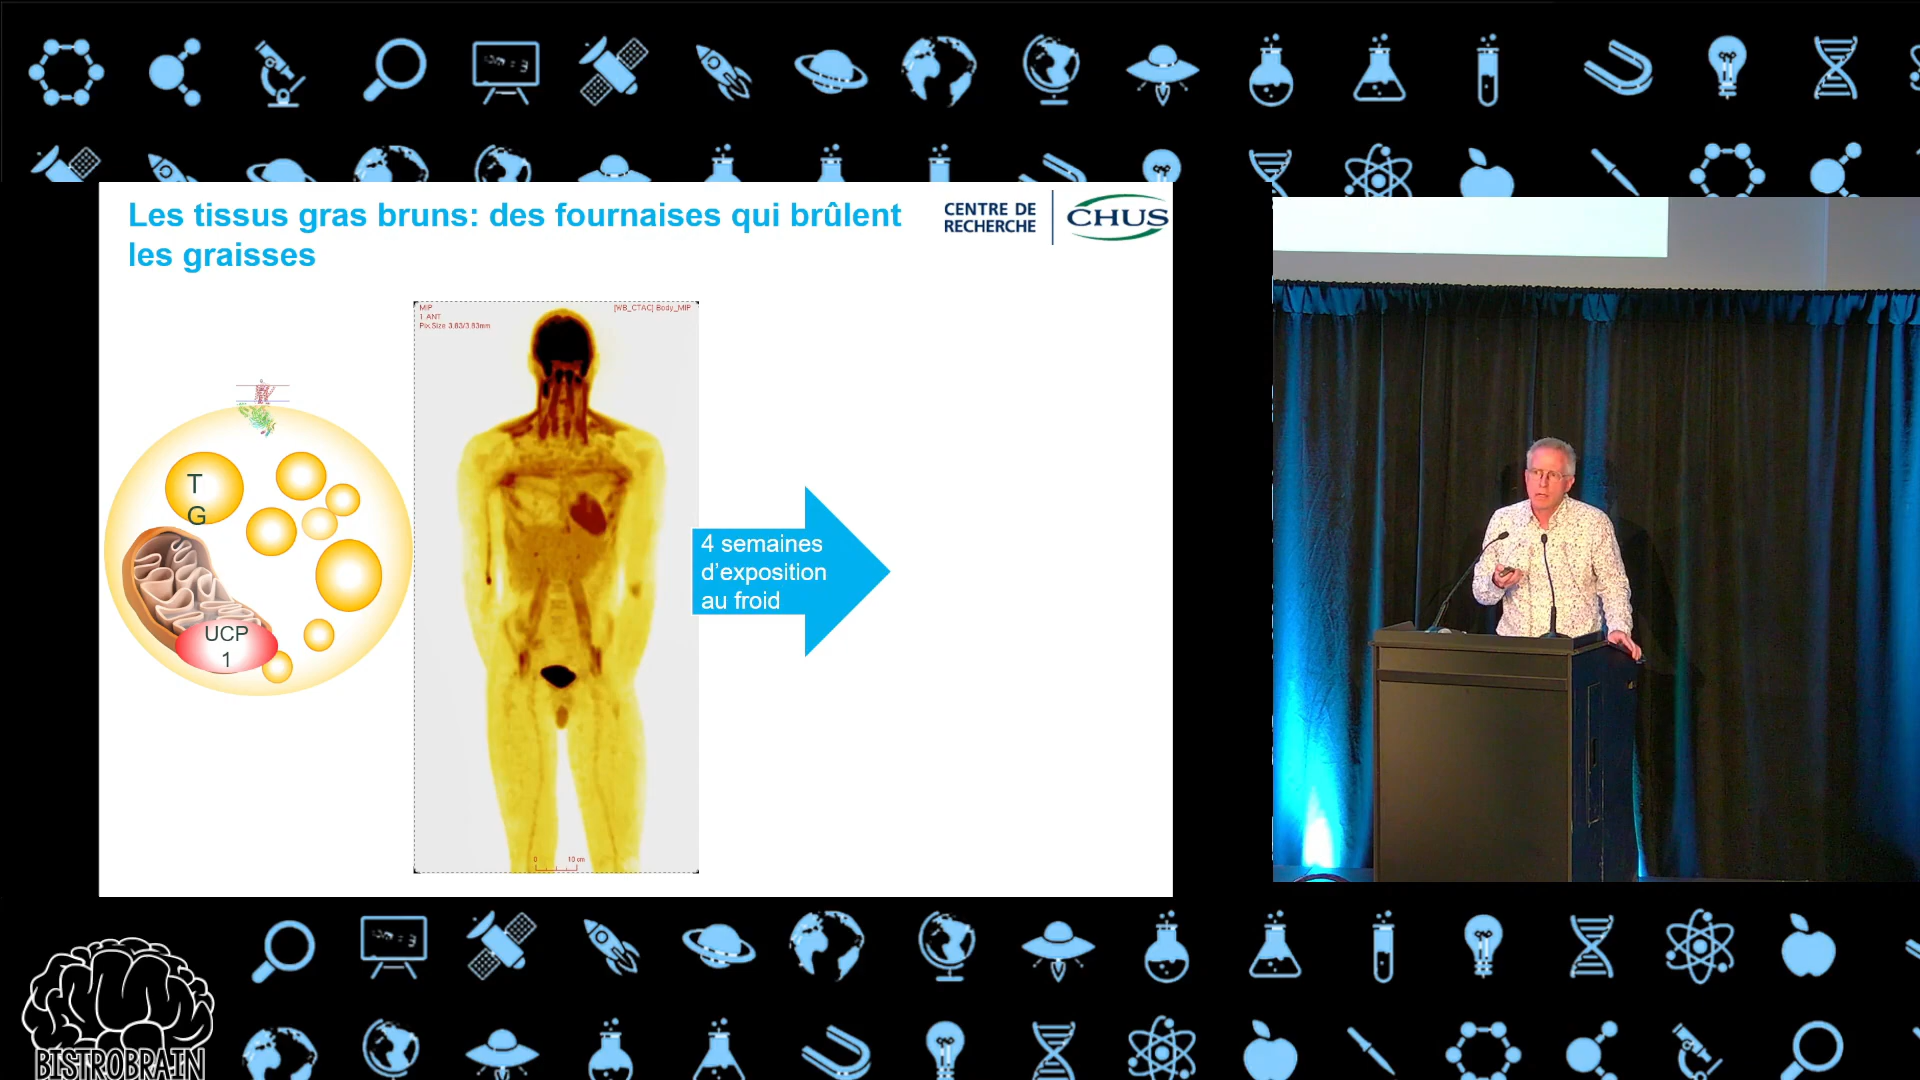 Les tissus gras bruns: des fournaises qui brûlent
les graisses
CENTRE DE
RECHERCHE
CHUS
MIP
1 ANT
Pix.Size 3.83/3.83mm
[WB_CTAC] Body_MIP
T
G
UCP
1
4 semaines
d'exposition
au froid
0 10 cm
BISTROBRAIN